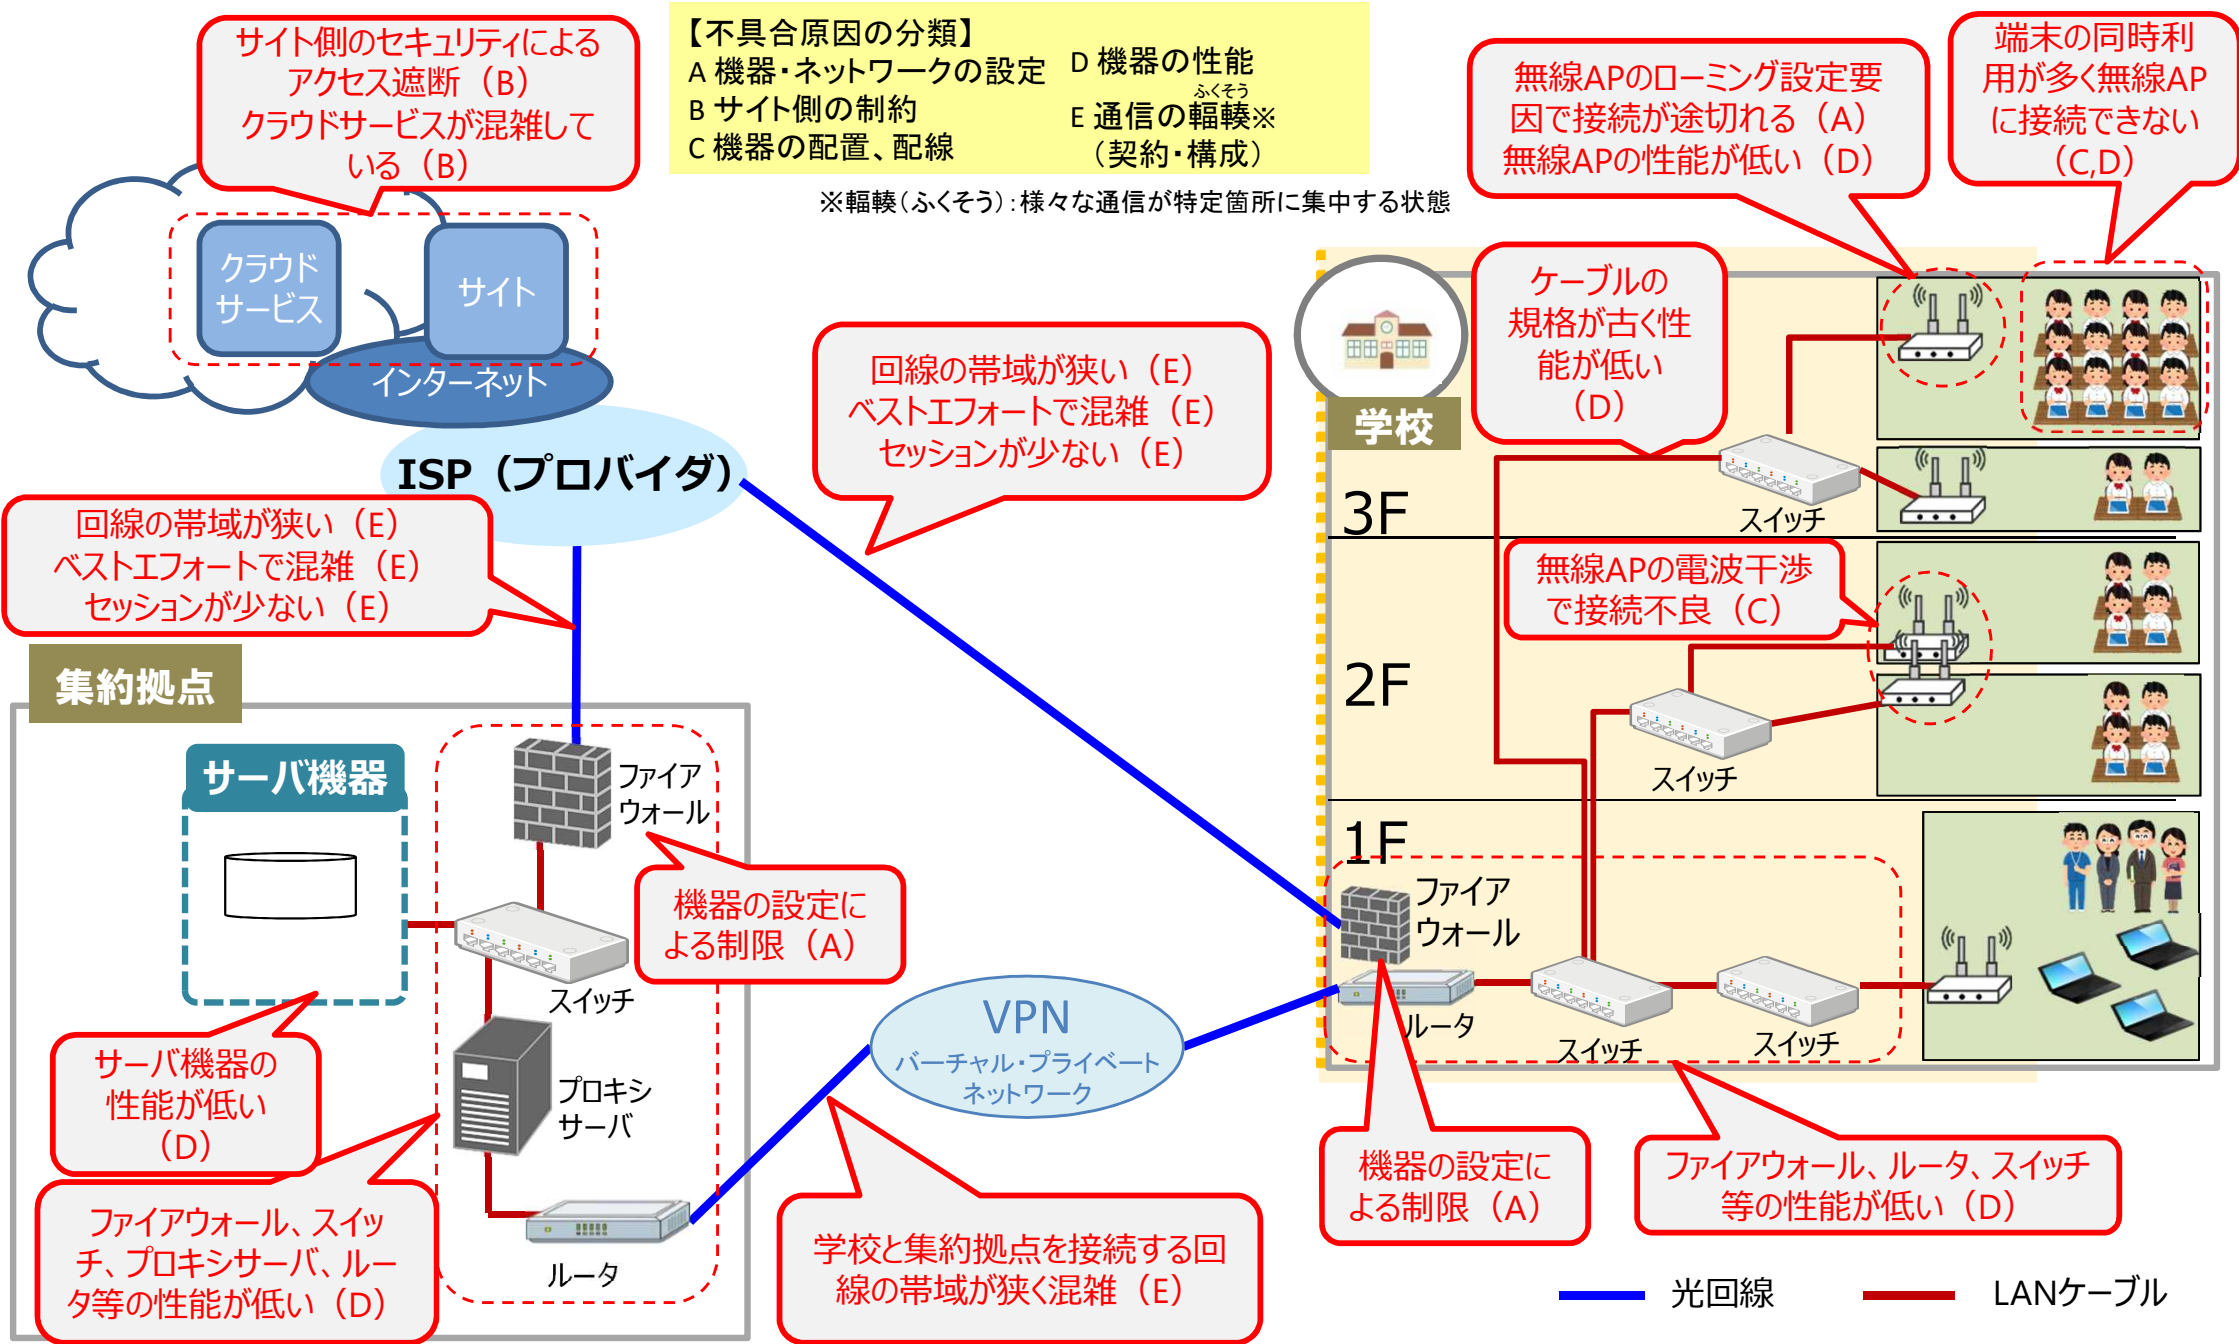 サイト側のセキュリティによる
アクセス遮断（B）
クラウドサービスが混雑して
いる（B）
【不具合原因の分類】
A 機器・ネットワークの設定
B サイト側の制約
C 機器の配置、配線
D 機器の性能
ふくそう
E 通信の輻輳※
（契約・構成）
※輻輳（ふくそう）：様々な通信が特定箇所に集中する状態
無線APのローミング設定要
因で接続が途切れる（A）
無線APの性能が低い（D）
端末の同時利
用が多く無線AP
に接続できない
（C,D）
クラウド
サービス
サイト
インターネット
ISP（プロバイダ）
回線の帯域が狭い（E）
ベストエフォートで混雑（E）
セッションが少ない（E）
回線の帯域が狭い（E）
ベストエフォートで混雑（E）
セッションが少ない（E）
学校
ケーブルの
規格が古く性
能が低い
（D）
3F
スイッチ
無線APの電波干渉
で接続不良（C）
2F
スイッチ
1F
ファイア
ウォール
ルータ
スイッチ
スイッチ
集約拠点
サーバ機器
ファイア
ウォール
機器の設定に
よる制限（A）
スイッチ
プロキシ
サーバ
ルータ
サーバ機器の
性能が低い
（D）
ファイアウォール、スイッ
チ、プロキシサーバ、ルー
タ等の性能が低い（D）
VPN
バーチャル・プライベート
ネットワーク
学校と集約拠点を接続する回
線の帯域が狭く混雑（E）
機器の設定に
よる制限（A）
ファイアウォール、ルータ、スイッチ
等の性能が低い（D）
光回線
LANケーブル